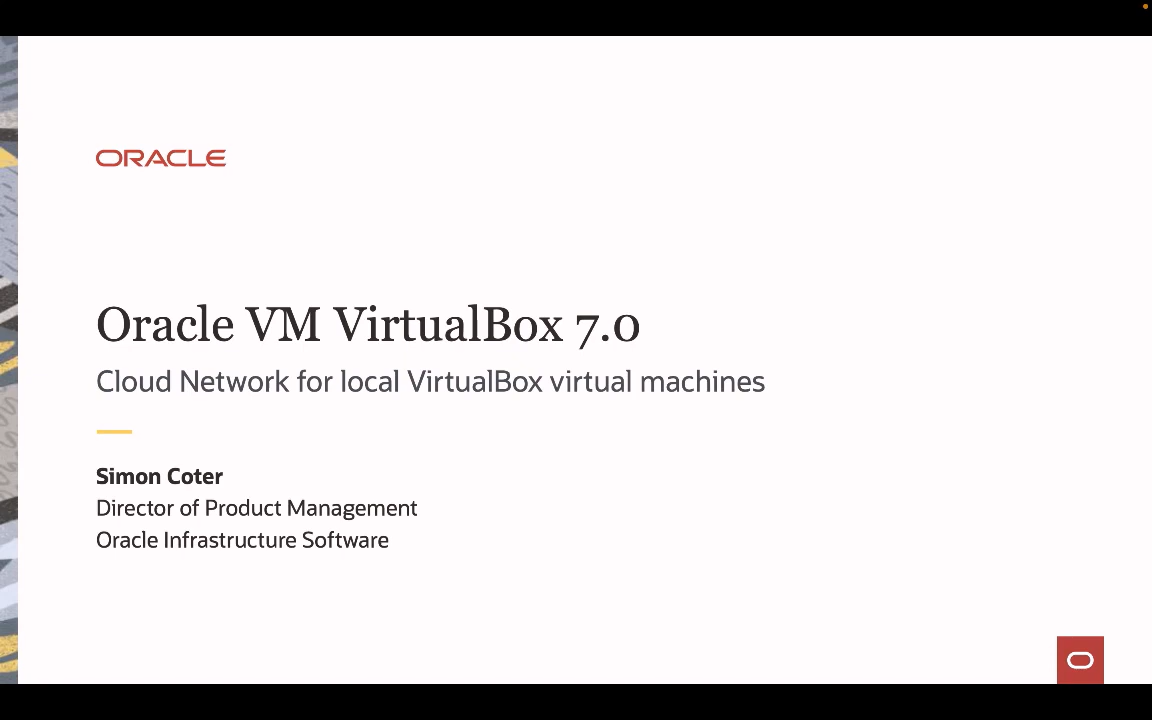 ORACLE
Oracle VM VirtualBox 7.0
Cloud Network for local VirtualBox virtual machines
Simon Coter
Director of Product Management
Oracle Infrastructure Software